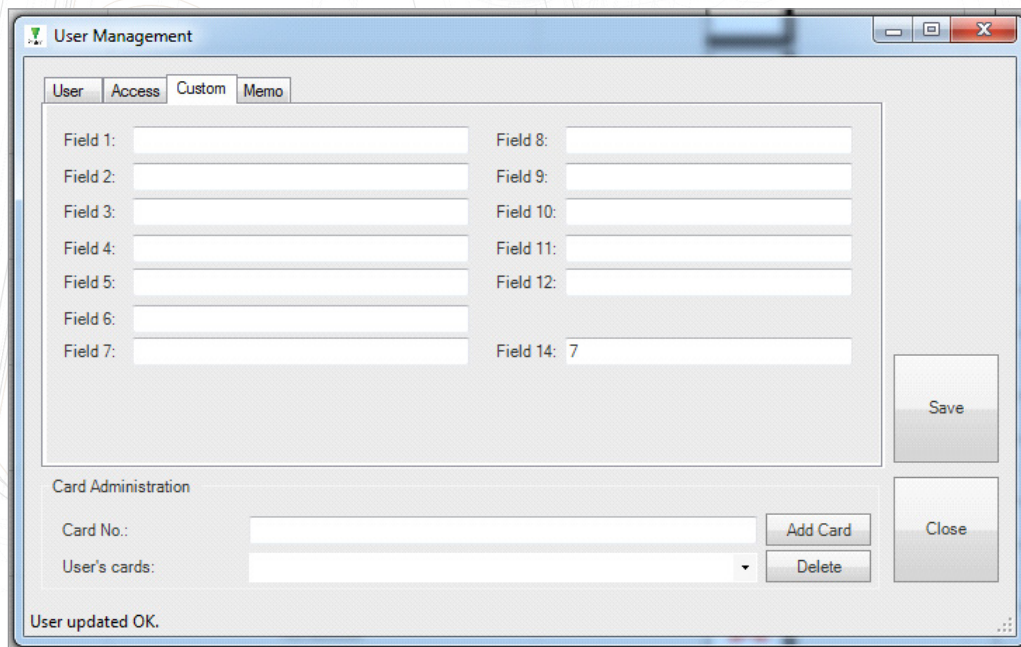 User Management
User Access Custom Memo
Field 1: Field 8:
Field 2: Field 9:
Field 3: Field 10:
Field 4: Field 11:
Field 5: Field 12:
Field 6:
Field 7: Field 14: 7
Save
Card Administration
Card No.: Add Card Close
User's cards: Delete
User updated OK.